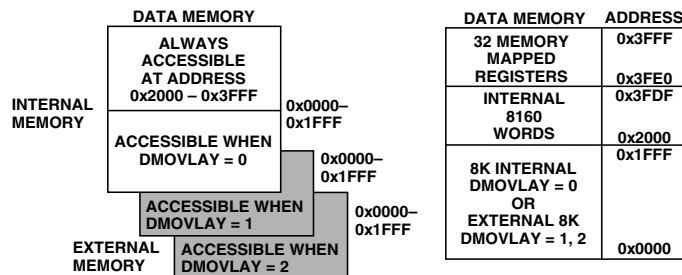 DATA MEMORY
ALWAYS
ACCESSIBLE
AT ADDRESS
0x2000 – 0x3FFF
INTERNAL
MEMORY
0x0000–
0x1FFF
ACCESSIBLE WHEN
DMOVLAY = 0
0x0000–
0x1FFF
ACCESSIBLE WHEN
DMOVLAY = 1
0x0000–
0x1FFF
EXTERNAL
MEMORY
ACCESSIBLE WHEN
DMOVLAY = 2
DATA MEMORY ADDRESS
32 MEMORY
MAPPED
REGISTERS
0x3FFF
0x3FE0
INTERNAL
8160
WORDS
0x3FDF
0x2000
8K INTERNAL
DMOVLAY = 0
OR
EXTERNAL 8K
DMOVLAY = 1, 2
0x1FFF
0x0000